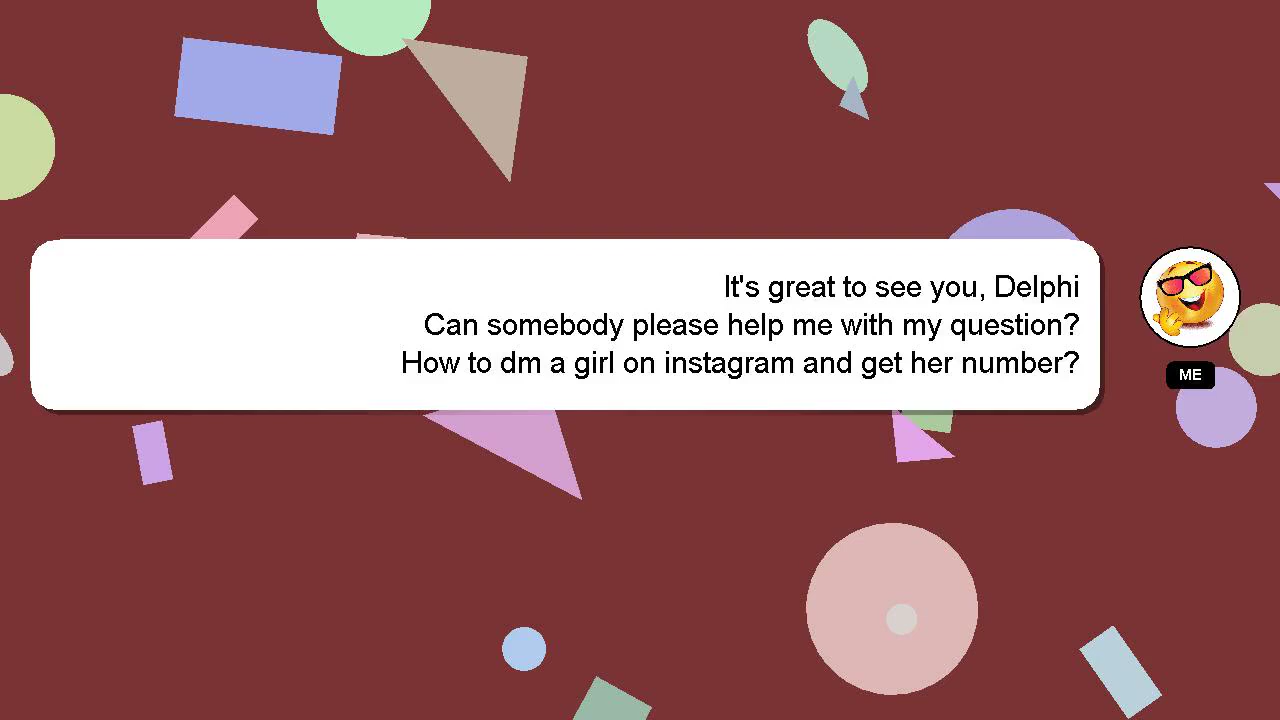 It's great to see you, Delphi
Can somebody please help me with my question?
How to dm a girl on instagram and get her number?
ME